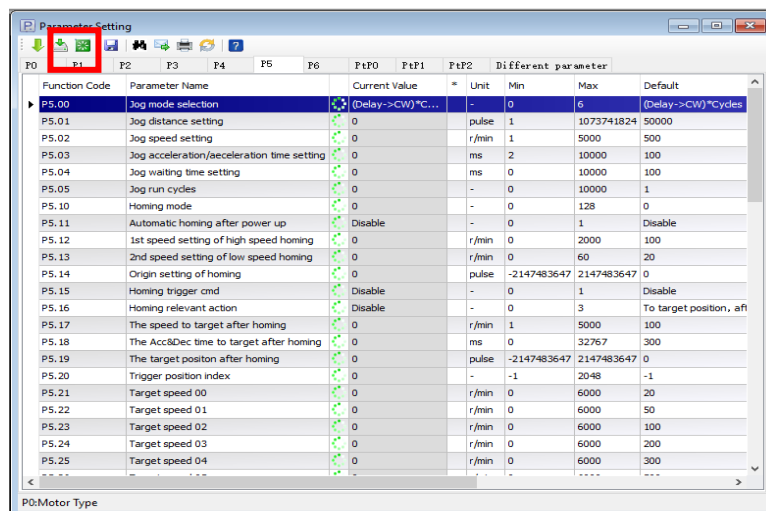 Parameter Setting
P0 P1 P2 P3 P4 P5 P6 PtP0 PtP1 PtP2 Different parameter
Function Code Parameter Name Current Value * Unit Min Max Default
P5.00 Jog mode selection (Delay->CW)*C... - 0 6 (Delay->CW)*Cycles
P5.01 Jog distance setting 0 pulse 1 1073741824 50000
P5.02 Jog speed setting 0 r/min 1 5000 500
P5.03 Jog acceleration/aeceleration time setting 0 ms 2 10000 100
P5.04 Jog waiting time setting 0 ms 0 10000 100
P5.05 Jog run cycles 0 - 0 10000 1
P5.10 Homing mode 0 - 0 128 0
P5.11 Automatic homing after power up Disable - 0 1 Disable
P5.12 1st speed setting of high speed homing 0 r/min 0 2000 100
P5.13 2nd speed setting of low speed homing 0 r/min 0 60 20
P5.14 Origin setting of homing 0 pulse -2147483647 2147483647 0
P5.15 Homing trigger cmd Disable - 0 1 Disable
P5.16 Homing relevant action Disable - 0 3 To target position, aft
P5.17 The speed to target after homing 0 r/min 1 5000 100
P5.18 The Acc&Dec time to target after homing 0 ms 0 32767 300
P5.19 The target positon after homing 0 pulse -2147483647 2147483647 0
P5.20 Trigger position index 0 - -1 2048 -1
P5.21 Target speed 00 0 r/min 0 6000 20
P5.22 Target speed 01 0 r/min 0 6000 50
P5.23 Target speed 02 0 r/min 0 6000 100
P5.24 Target speed 03 0 r/min 0 6000 200
P5.25 Target speed 04 0 r/min 0 6000 300
P0:Motor Type